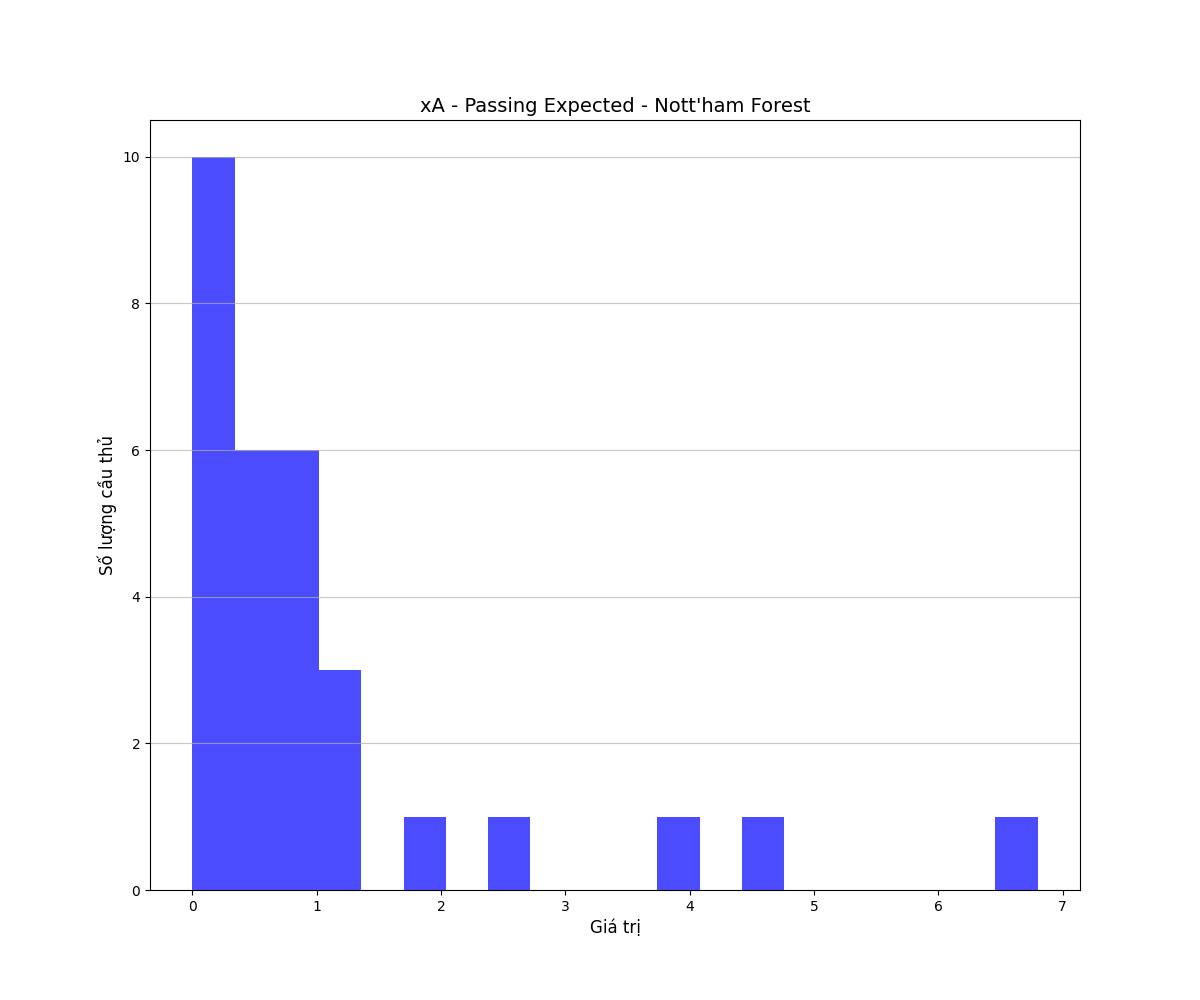 xA - Passing Expected - Nott'ham Forest
10
8
6
4
2
0
Số lượng cầu thủ
0 1 2 3 4 5 6 7
Giá trị